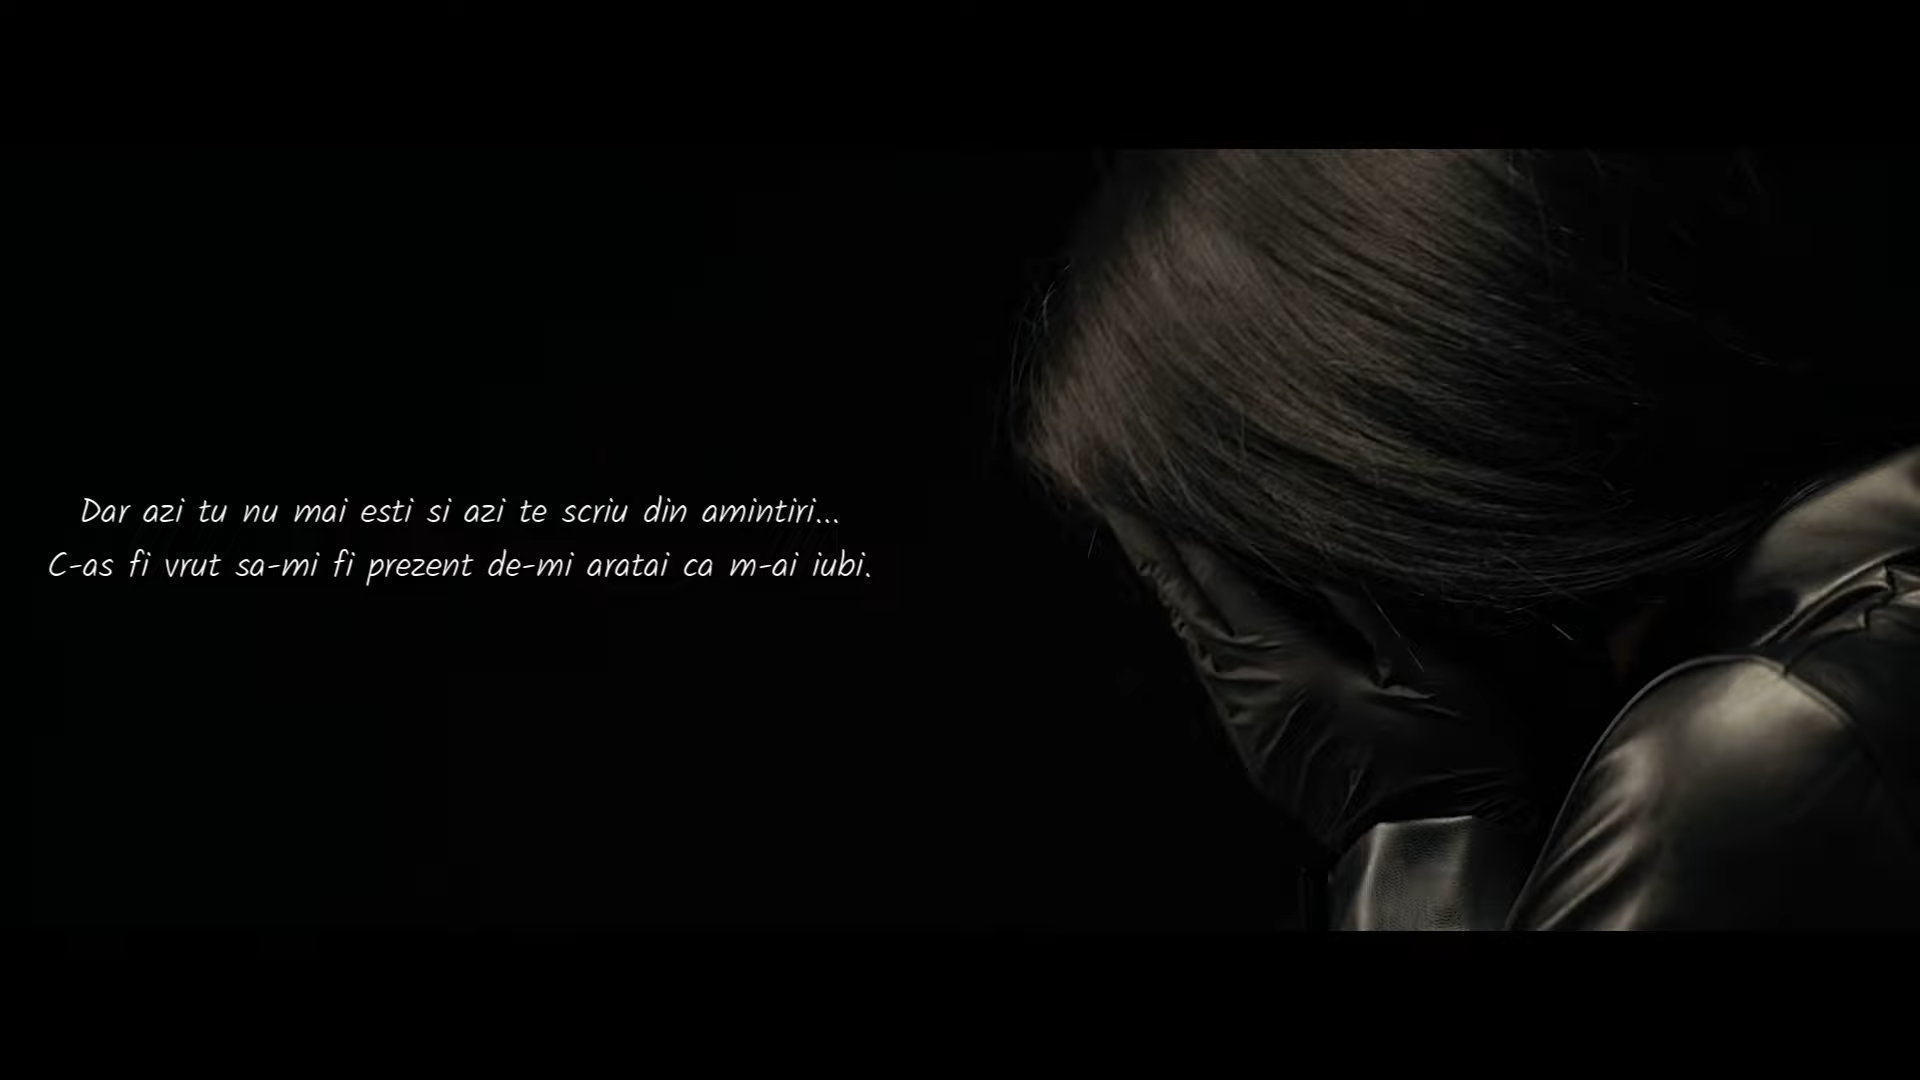 Dar azi tu nu mai esti si azi te scriu din amintiri...
C-as fi vrut sa-mi fi prezent de-mi aratai ca m-ai iubi.